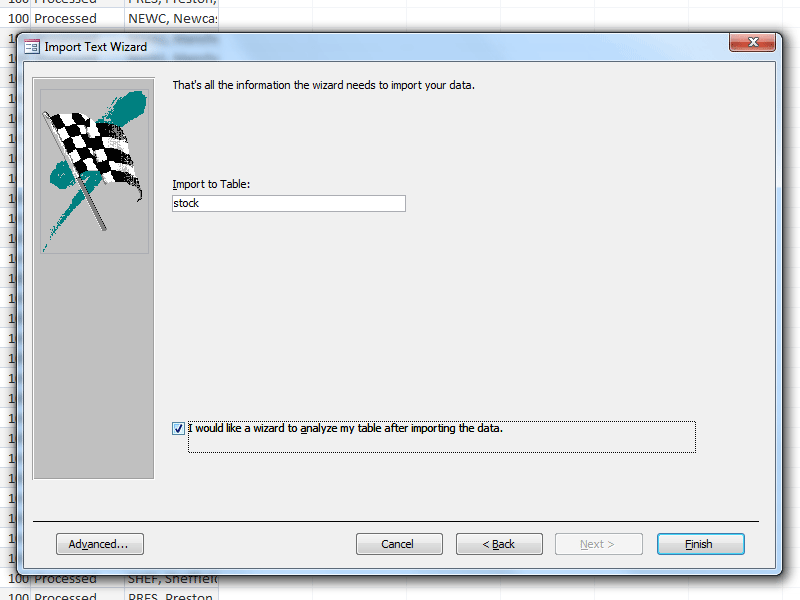 PRES, Preston,
100 Processed NEWC, Newcas
Import Text Wizard
That's all the information the wizard needs to import your data.
Import to Table:
stock
I would like a wizard to analyze my table after importing the data.
Advanced... Cancel < Back Next > Finish
100 Processed SHEF, Sheffield
100 Processed PRES, Preston